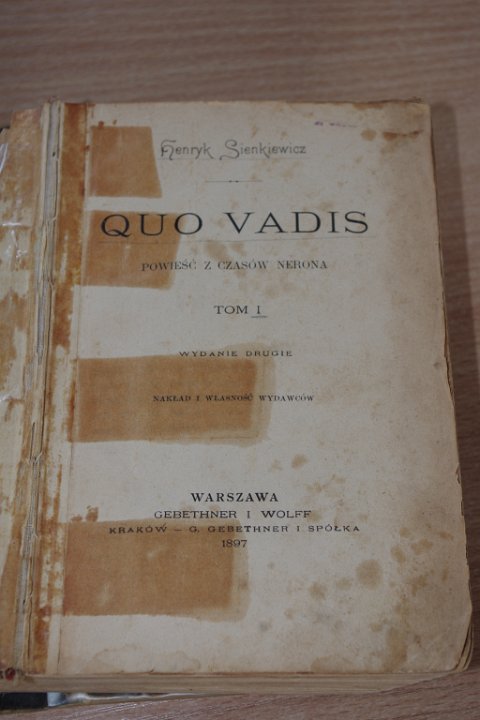 Henryk Sienkiewicz
QUO VADIS
POWIEŚĆ Z CZASÓW NERONA
TOM I
WYDANIE DRUGIE
NAKŁAD I WŁASNOŚĆ WYDAWCÓW
WARSZAWA
GEBETHNER I WOLFF
KRAKÓW — G. GEBETHNER I SPÓŁKA
1897